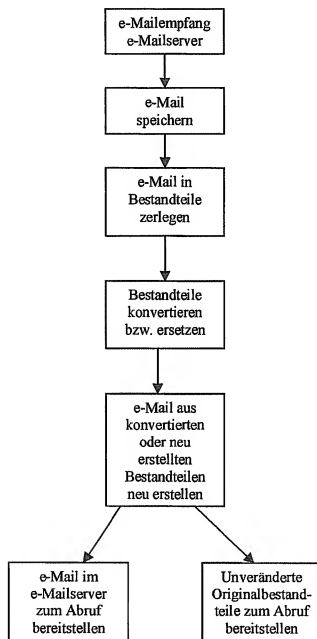 e-Mailempfang
e-Mailserver
e-Mail
speichern
e-Mail in
Bestandteile
zerlegen
Bestandteile
konvertieren
bzw. ersetzen
e-Mail aus
konvertierten
oder neu
erstellten
Bestandteilen
neu erstellen
e-Mail im
e-Mailserver
zum Abruf
bereitstellen
Unveränderte
Originalbestand-
teile zum Abruf
bereitstellen